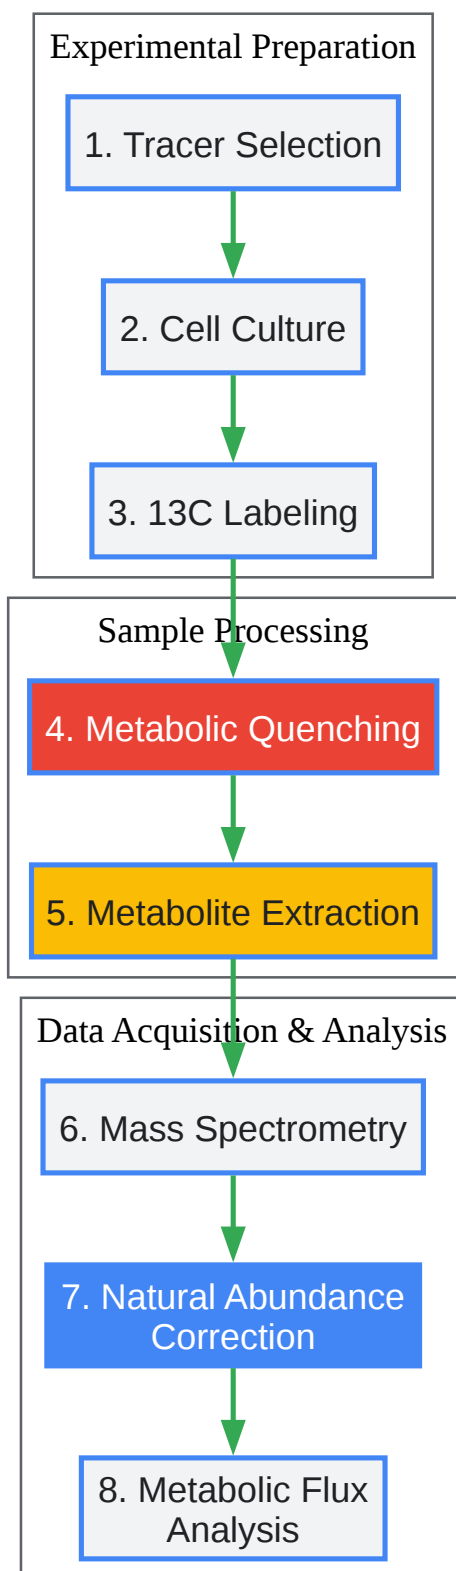 Experimental Preparation
1. Tracer Selection
2. Cell Culture
3. 13C Labeling
Sample Processing
4. Metabolic Quenching
5. Metabolite Extraction
Data Acquisition & Analysis
6. Mass Spectrometry
7. Natural Abundance
Correction
8. Metabolic Flux
Analysis